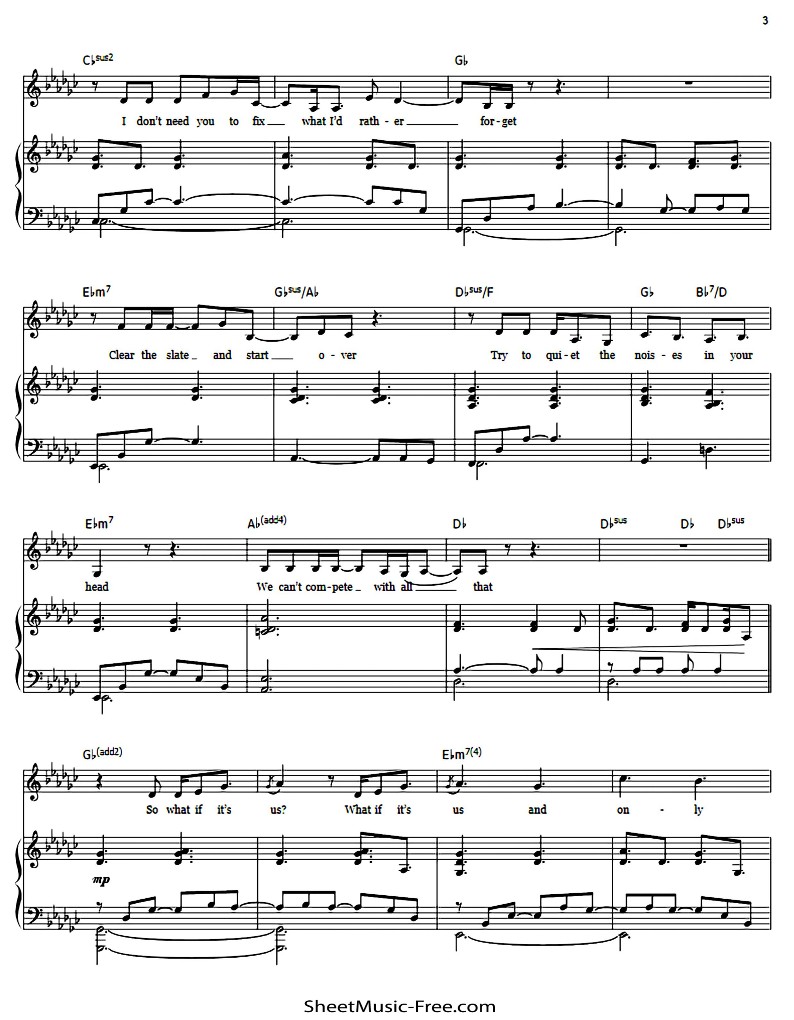 3
C♭sus2 G♭
I don't need you to fix what I'd rath - er for - get
E♭m7 G♭sus/A♭ D♭sus/F G♭ B♭7/D
Clear the slate and start o - ver Try to qui - et the nois - es in your
E♭m7 A♭(add4) D♭ D♭sus D♭ D♭sus
head We can't com - pete with all that
G♭(add2) E♭m7(4)
So what if it's us? What if it's us and on - ly
mp
SheetMusic-Free.com